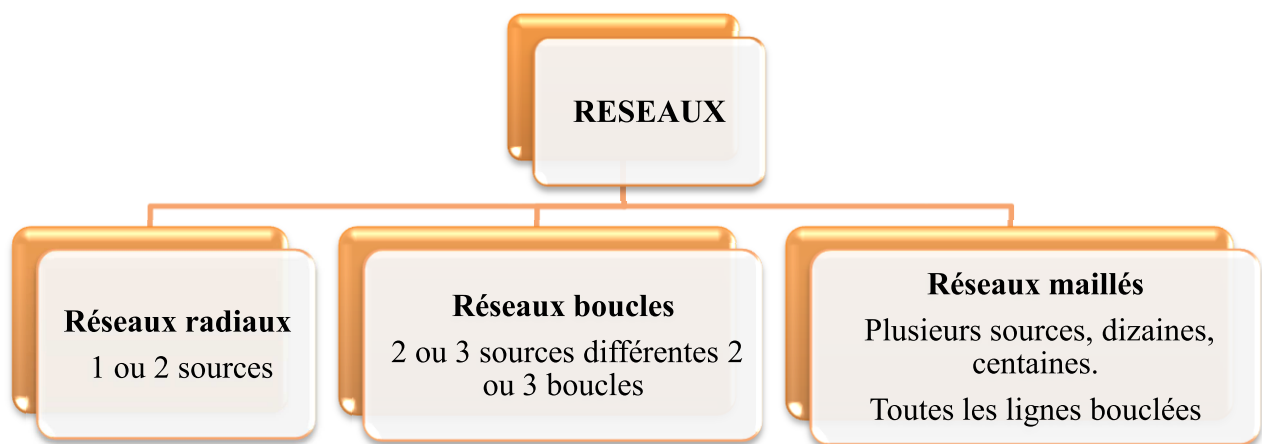 RESEAUX
Réseaux radiaux
1 ou 2 sources
Réseaux boucles
2 ou 3 sources différentes 2
ou 3 boucles
Réseaux maillés
Plusieurs sources, dizaines,
centaines.
Toutes les lignes bouclées